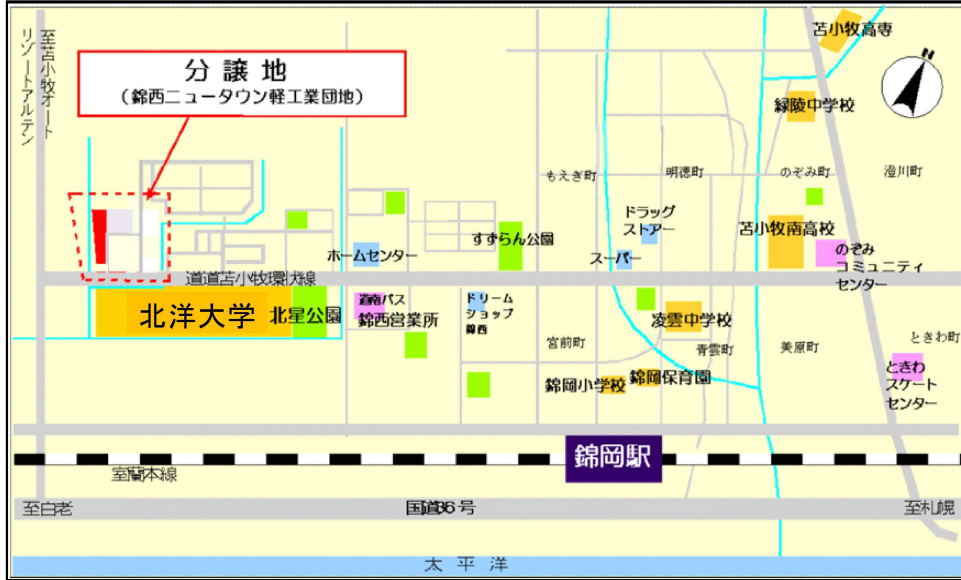 至苫小牧オート
リゾートアルテン
分譲地
(錦西ニュータウン軽工業団地)
苫小牧高専
N
緑陵中学校
もえぎ町
明徳町
のぞみ町
澄川町
ドラッグ
ストアー
すずらん公園
苫小牧南高校
ホームセンター
スーパー
のぞみ
コミュニティ
センター
道道苫小牧環状線
北洋大学
北星公園
道南バス
錦西営業所
ドリーム
ショップ
錦西
凌雲中学校
宮前町
青雲町
美原町
ときわ町
錦岡小学校
錦岡保育園
ときわ
スケート
センター
錦岡駅
室蘭本線
至白老
国道36号
至札幌
太平洋